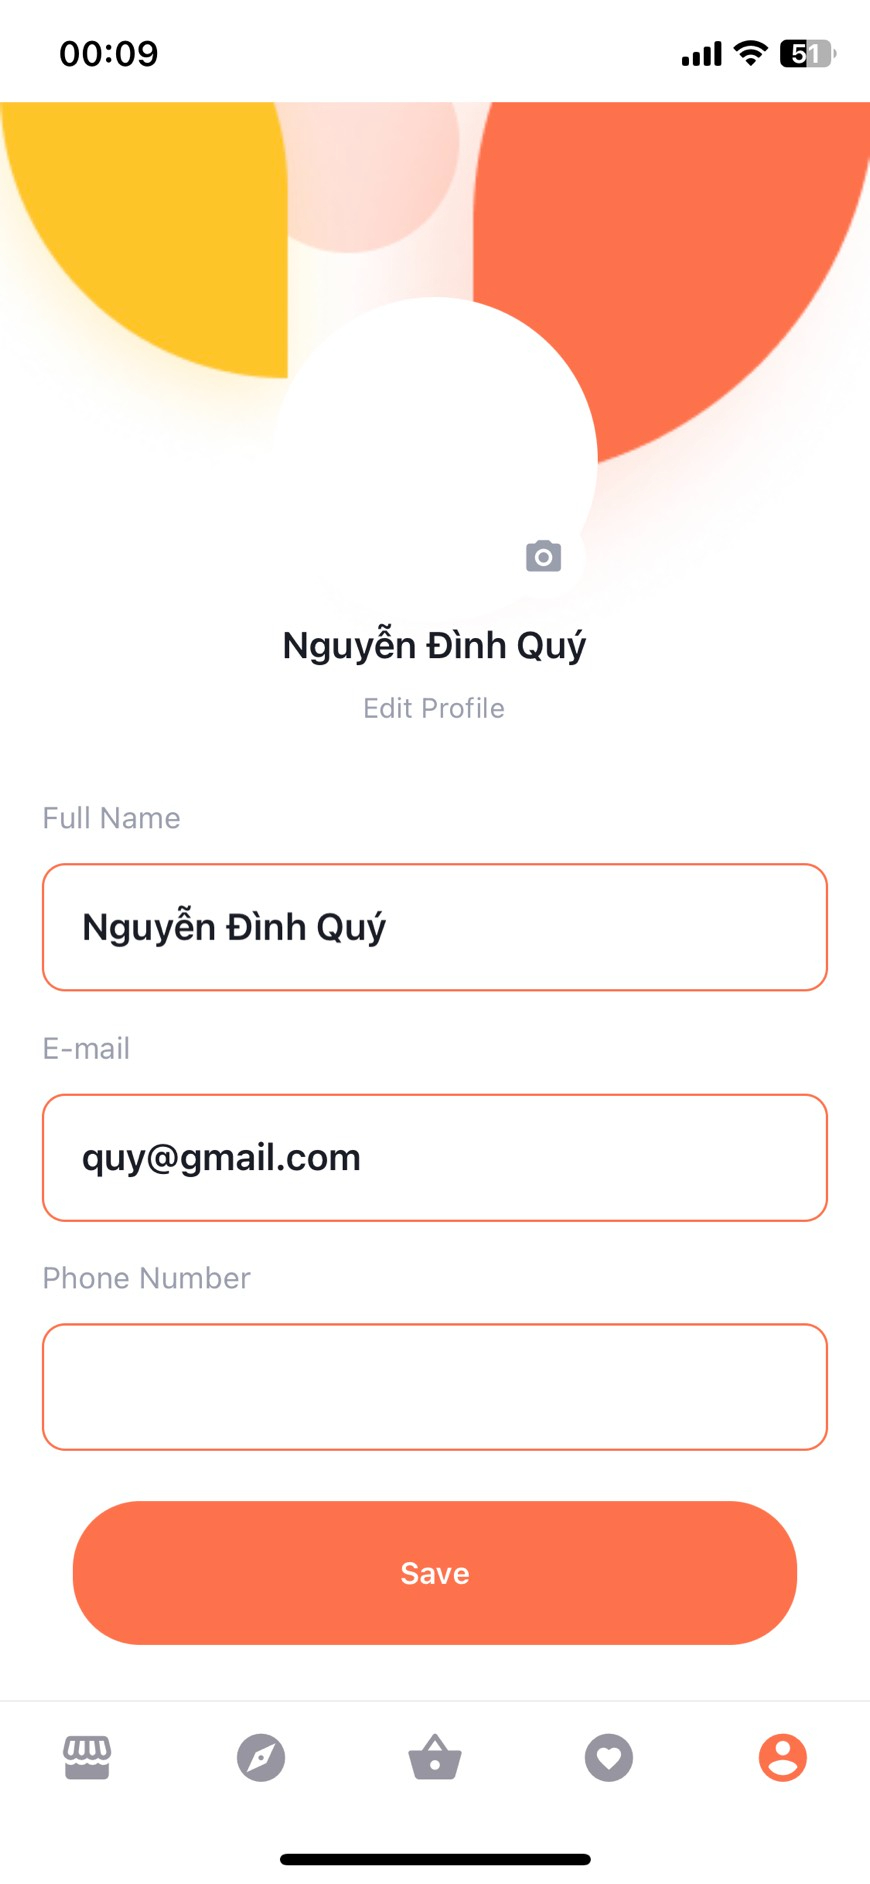 00:09
51
Nguyễn Đình Quý
Edit Profile
Full Name
Nguyễn Đình Quý
E-mail
quy@gmail.com
Phone Number
Save